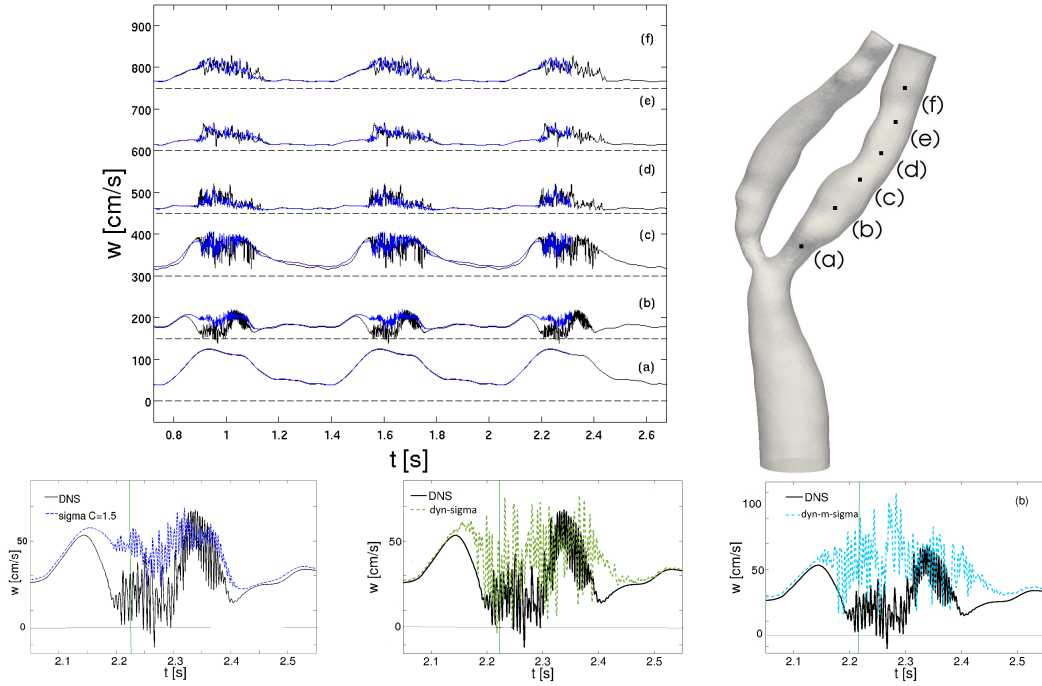 900
800
700
600
500
400
300
200
100
0
w [cm/s]
(f)
(e)
(d)
(c)
(b)
(a)
0.8 1 1.2 1.4 1.6 1.8 2 2.2 2.4 2.6
t [s]
(f)
(e)
(d)
(c)
(b)
(a)
DNS
sigma C=1.5
w [cm/s]
50
0
2.1 2.2 2.3 2.4 2.5
t [s]
DNS
dyn-sigma
w [cm/s]
50
0
2.1 2.2 2.3 2.4 2.5
t [s]
DNS
dyn-m-sigma
(b)
w [cm/s]
100
50
0
2.1 2.2 2.3 2.4 2.5
t [s]